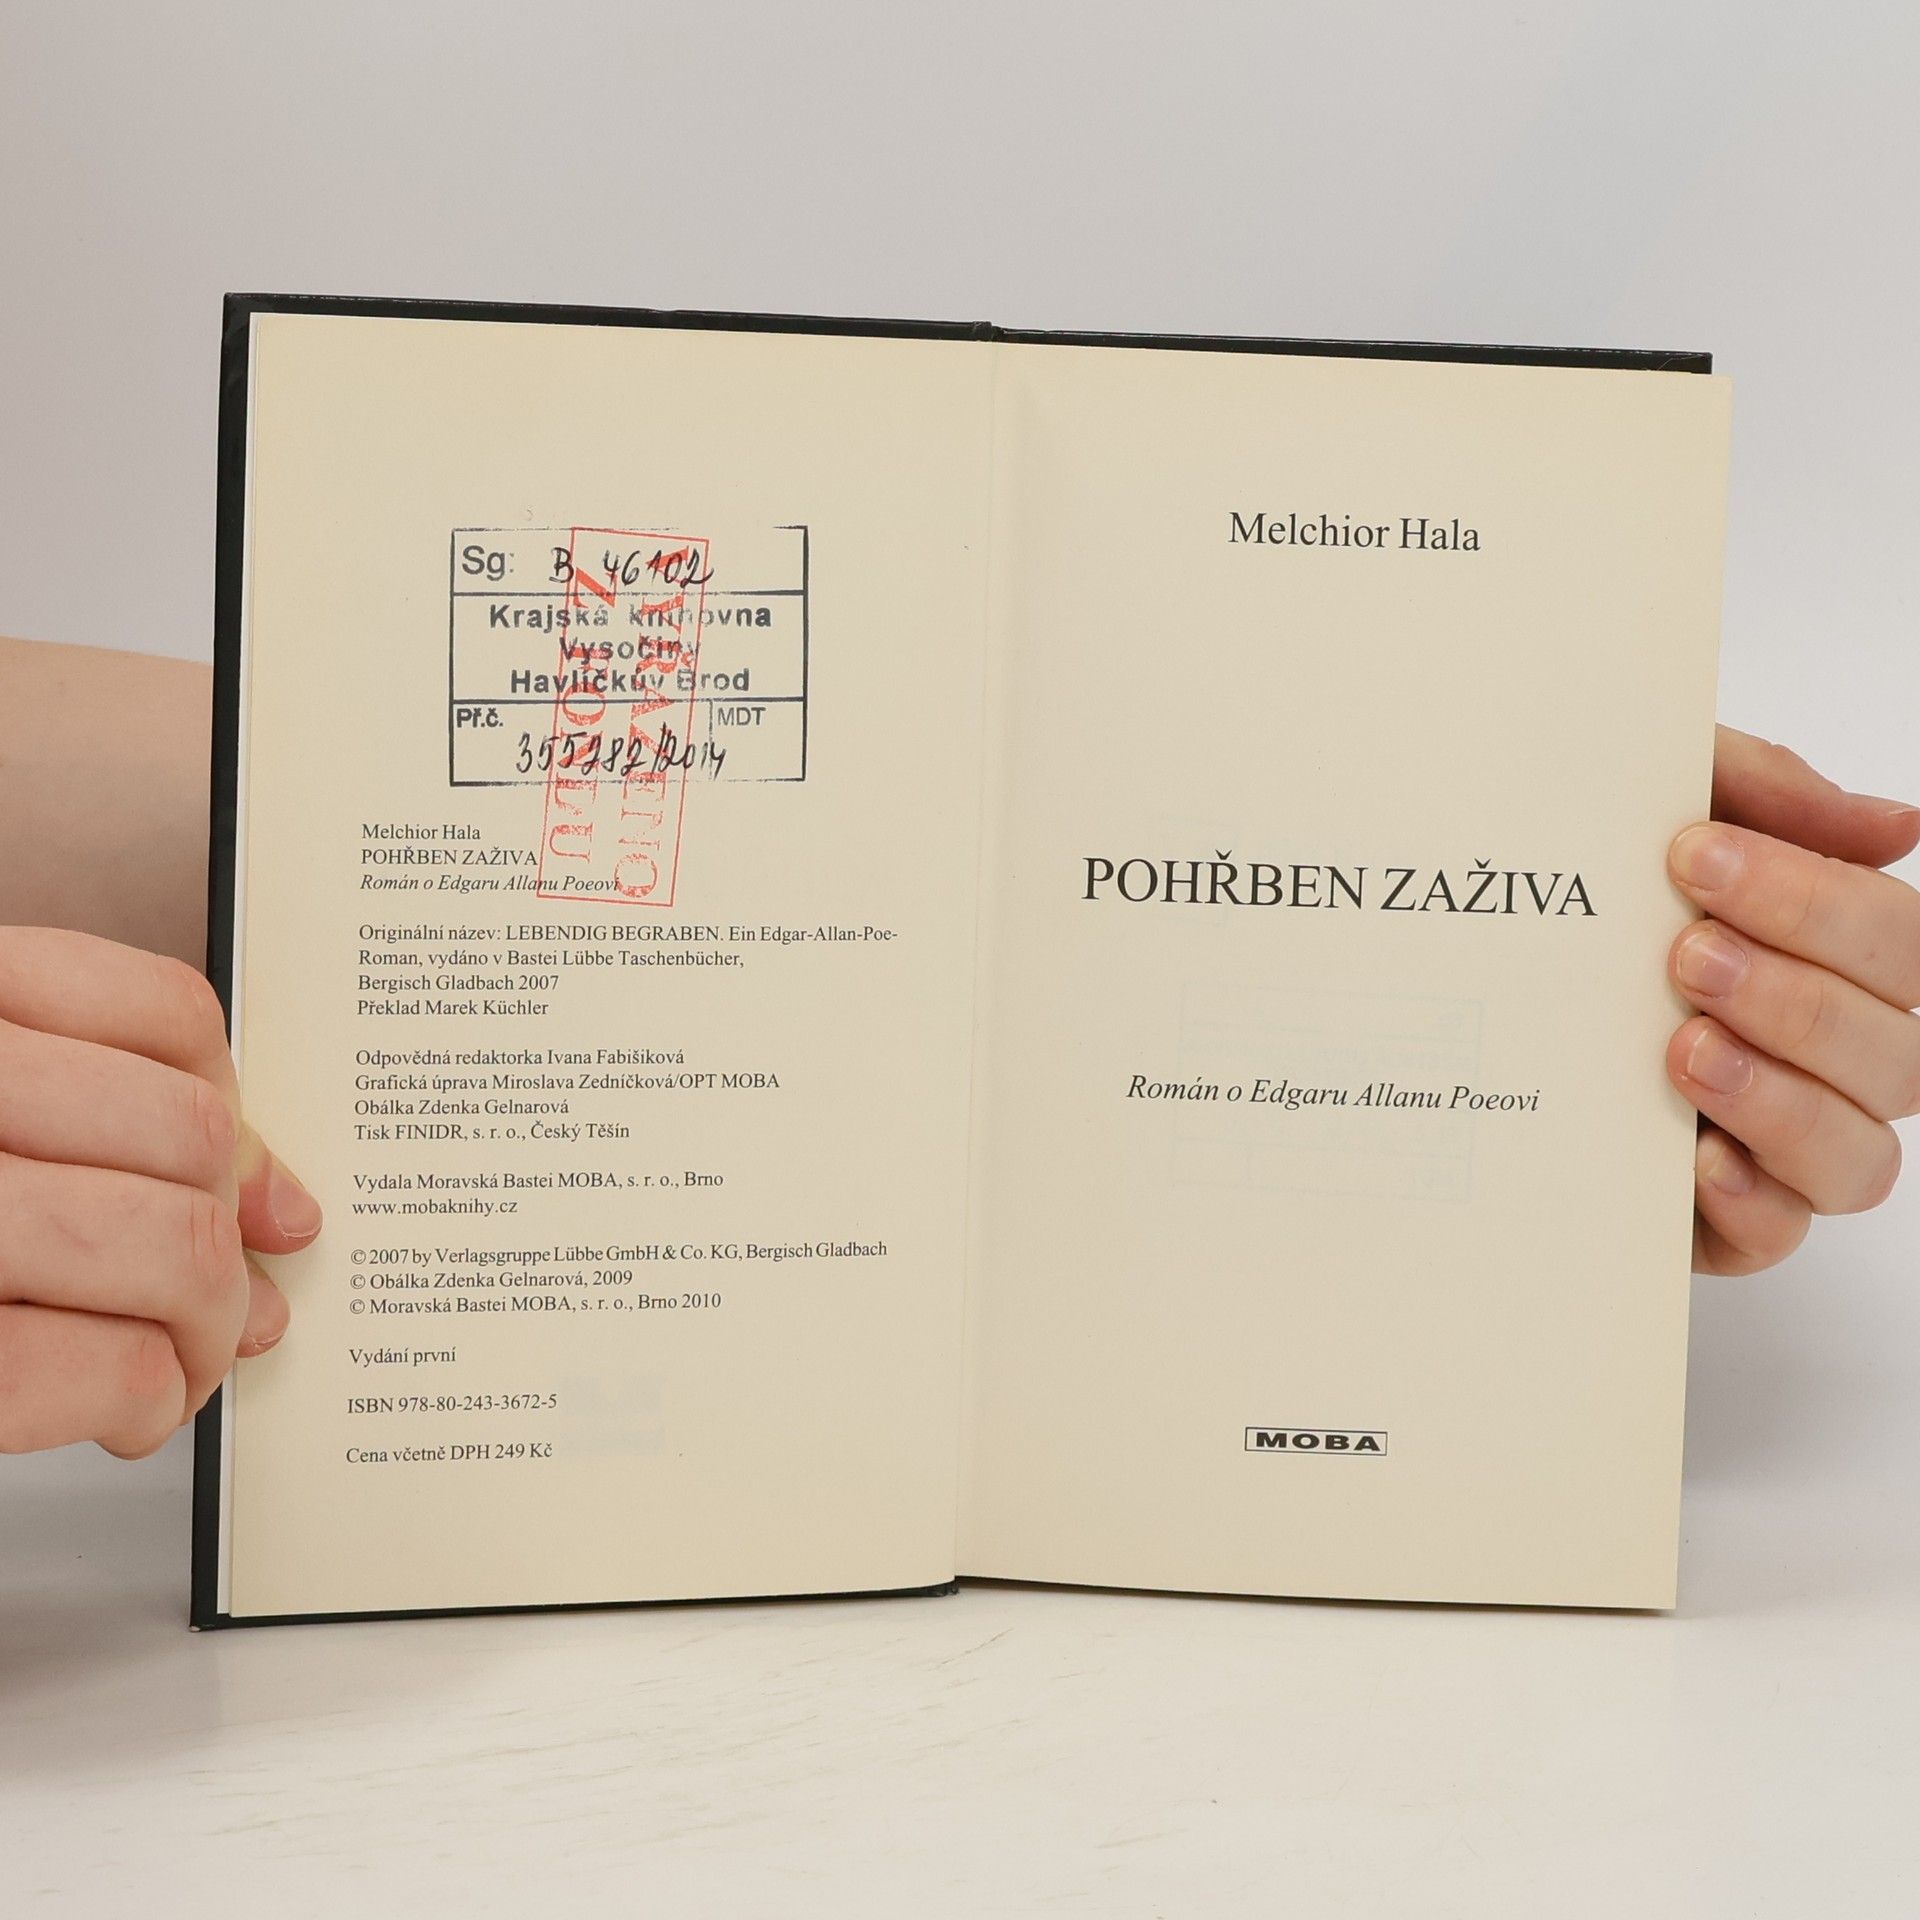 Sg: B 46102
Krajská knihovna
Vysočiny
Havlíčkův Brod
Př.č. MDT
355282/2014
VYŘAZENO
Z FONDU
Melchior Hala
POHŘBEN ZAŽIVA
Román o Edgaru Allanu Poeovi
Originální název: LEBENDIG BEGRABEN. Ein Edgar-Allan-Poe-
Roman, vydáno v Bastei Lübbe Taschenbücher,
Bergisch Gladbach 2007
Překlad Marek Küchler
Odpovědná redaktorka Ivana Fabišiková
Grafická úprava Miroslava Zedníčková/OPT MOBA
Obálka Zdenka Gelnarová
Tisk FINIDR, s. r. o., Český Těšín
Vydala Moravská Bastei MOBA, s. r. o., Brno
www.mobaknihy.cz
© 2007 by Verlagsgruppe Lübbe GmbH & Co. KG, Bergisch Gladbach
© Obálka Zdenka Gelnarová, 2009
© Moravská Bastei MOBA, s. r. o., Brno 2010
Vydání první
ISBN 978-80-243-3672-5
Cena včetně DPH 249 Kč
Melchior Hala
POHŘBEN ZAŽIVA
Román o Edgaru Allanu Poeovi
MOBA